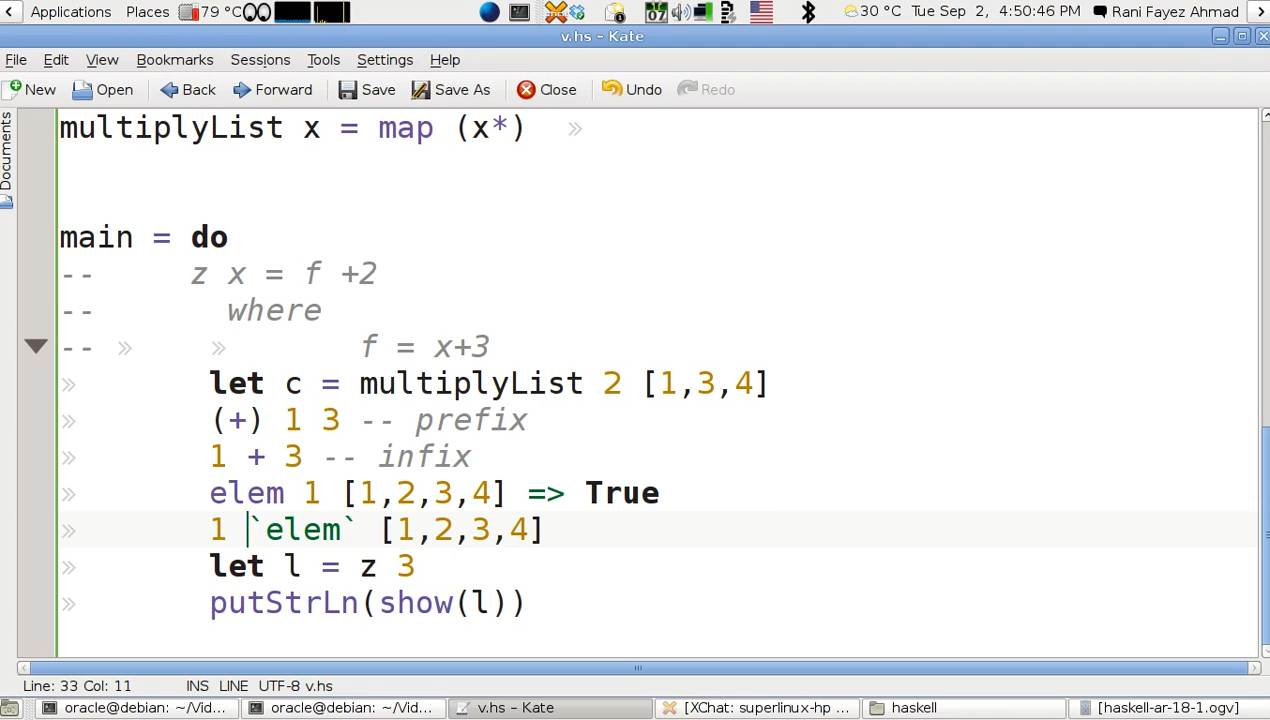 Applications Places 79 °C 07 30 °C Tue Sep 2, 4:50:46 PM Rani Fayez Ahmad
v.hs – Kate
File Edit View Bookmarks Sessions Tools Settings Help
New Open Back Forward Save Save As Close Undo Redo
Documents
multiplyList x = map (x*) »
main = do
-- z x = f +2
-- where
-- » » f = x+3
» let c = multiplyList 2 [1,3,4]
» (+) 1 3 -- prefix
» 1 + 3 -- infix
» elem 1 [1,2,3,4] => True
» 1 `elem` [1,2,3,4]
» let l = z 3
» putStrLn(show(l))
Line: 33 Col: 11 INS LINE UTF-8 v.hs
oracle@debian: ~/Vid... oracle@debian: ~/Vid... v.hs – Kate [XChat: superlinux-hp ... haskell [haskell-ar-18-1.ogv]